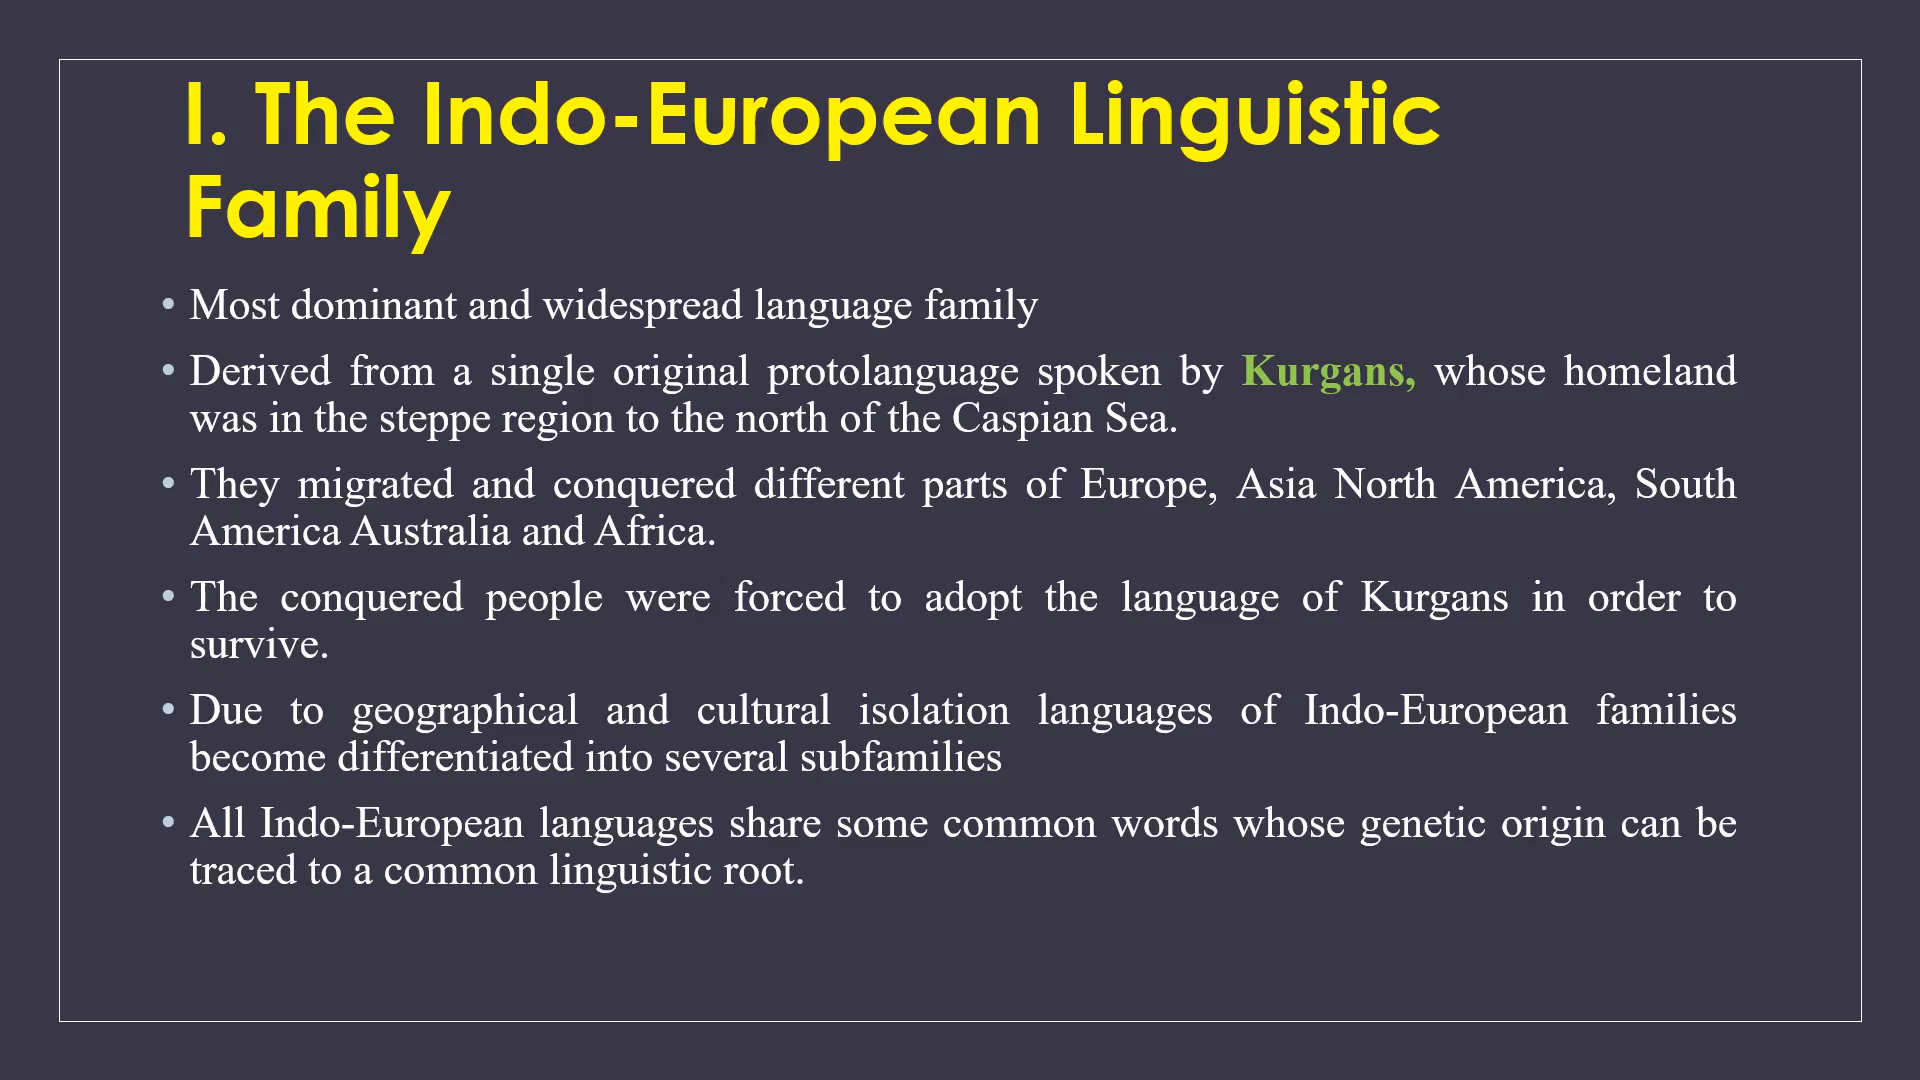 I. The Indo-European Linguistic
Family
• Most dominant and widespread language family
• Derived from a single original protolanguage spoken by Kurgans, whose homeland
was in the steppe region to the north of the Caspian Sea.
• They migrated and conquered different parts of Europe, Asia North America, South
America Australia and Africa.
• The conquered people were forced to adopt the language of Kurgans in order to
survive.
• Due to geographical and cultural isolation languages of Indo-European families
become differentiated into several subfamilies
• All Indo-European languages share some common words whose genetic origin can be
traced to a common linguistic root.